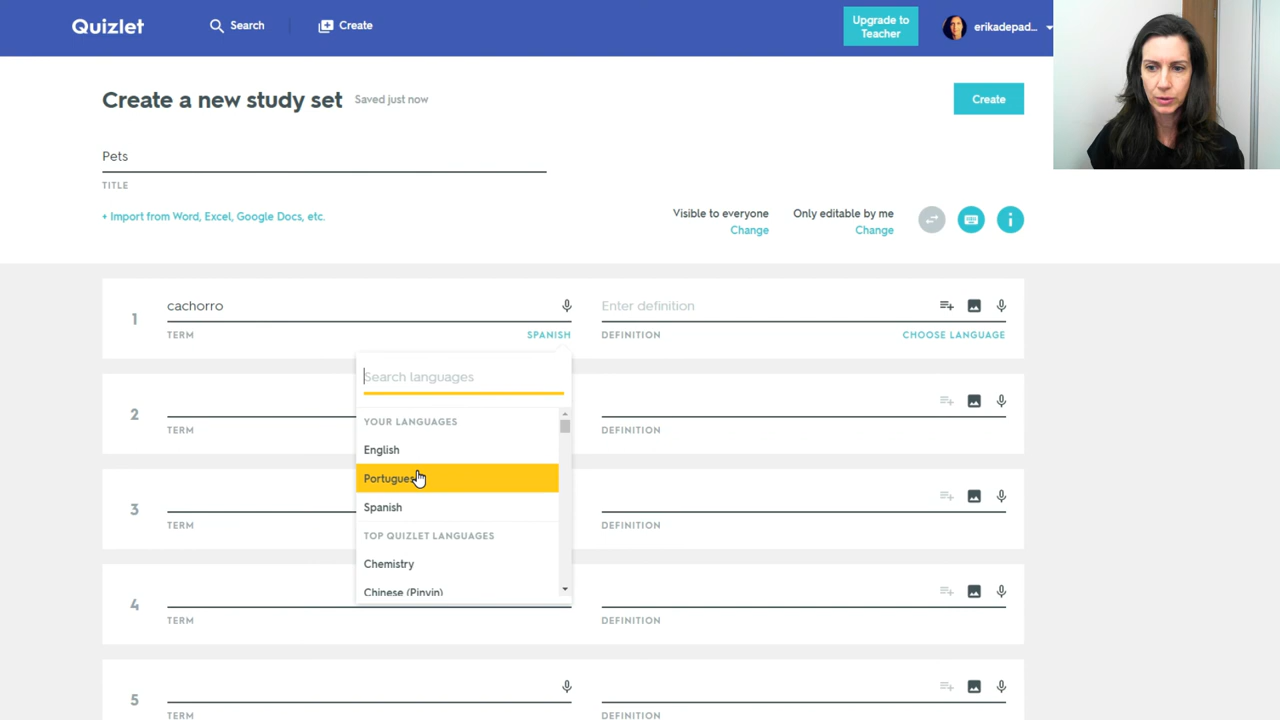 Quizlet
Search
Create
Upgrade to
Teacher
erikadepad...
Create a new study set
Saved just now
Create
Pets
TITLE
+ Import from Word, Excel, Google Docs, etc.
Visible to everyone
Change
Only editable by me
Change
1
cachorro
Enter definition
TERM
SPANISH
DEFINITION
CHOOSE LANGUAGE
Search languages
YOUR LANGUAGES
English
Spanish
TOP QUIZLET LANGUAGES
Chemistry
Chinese (Pinyin)
2
TERM
DEFINITION
3
TERM
DEFINITION
4
TERM
DEFINITION
5
TERM
DEFINITION